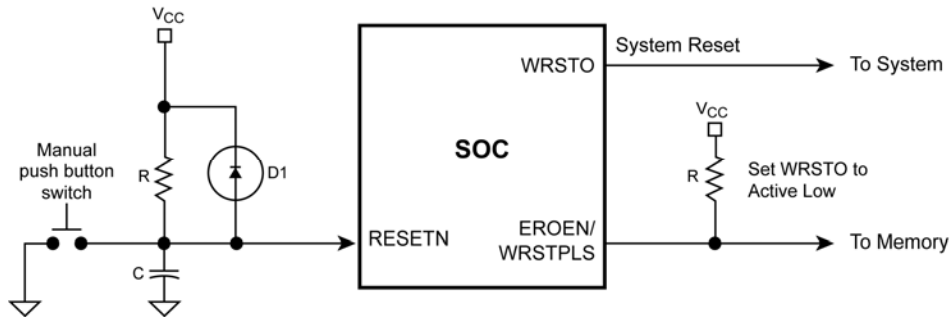 VCC
Manual
push button
switch
R
D1
C
RESETN
SOC
WRSTO
EROEN/
WRSTPLS
System Reset
To System
VCC
R
Set WRSTO to
Active Low
To Memory